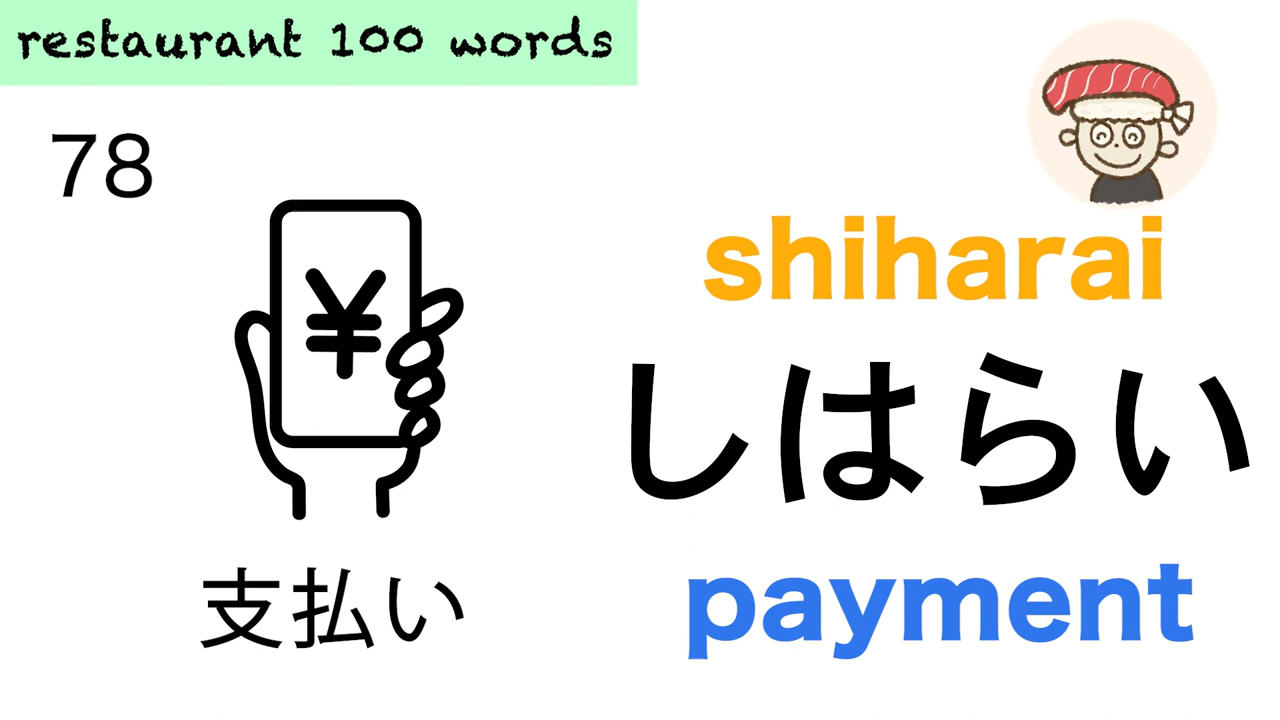 restaurant 100 words
78
¥
支払い
shiharai
しはらい
payment